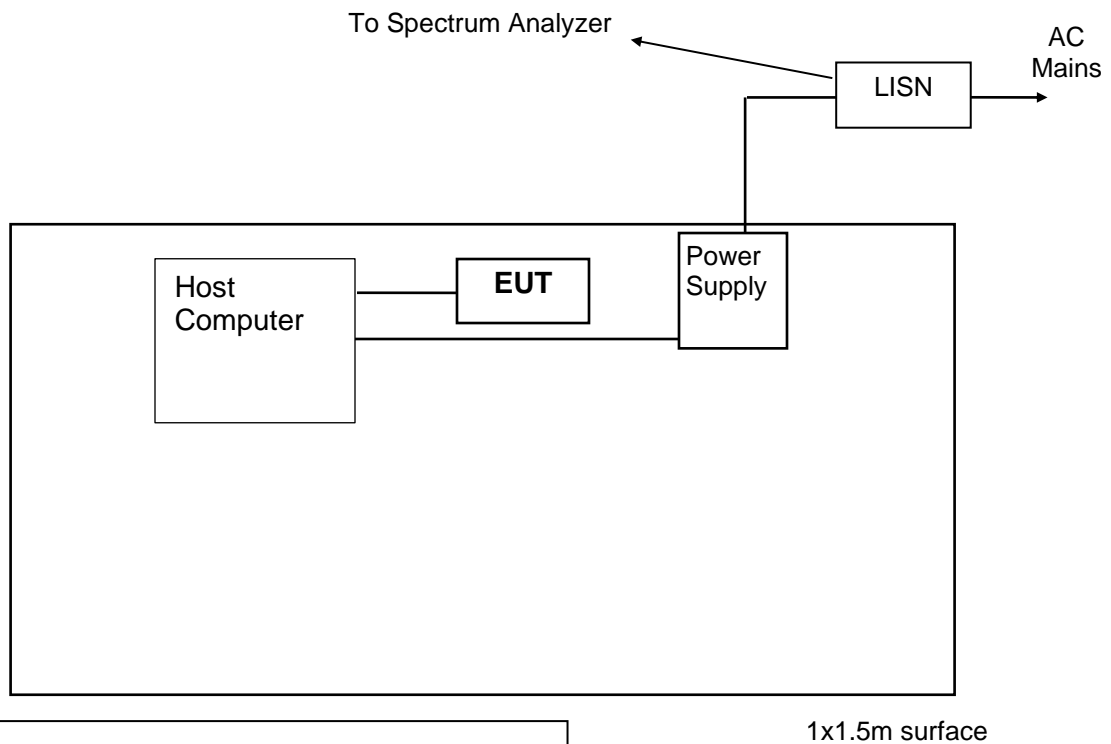 To Spectrum Analyzer
AC
Mains
LISN
Power
Supply
EUT
Host
Computer
1x1.5m surface